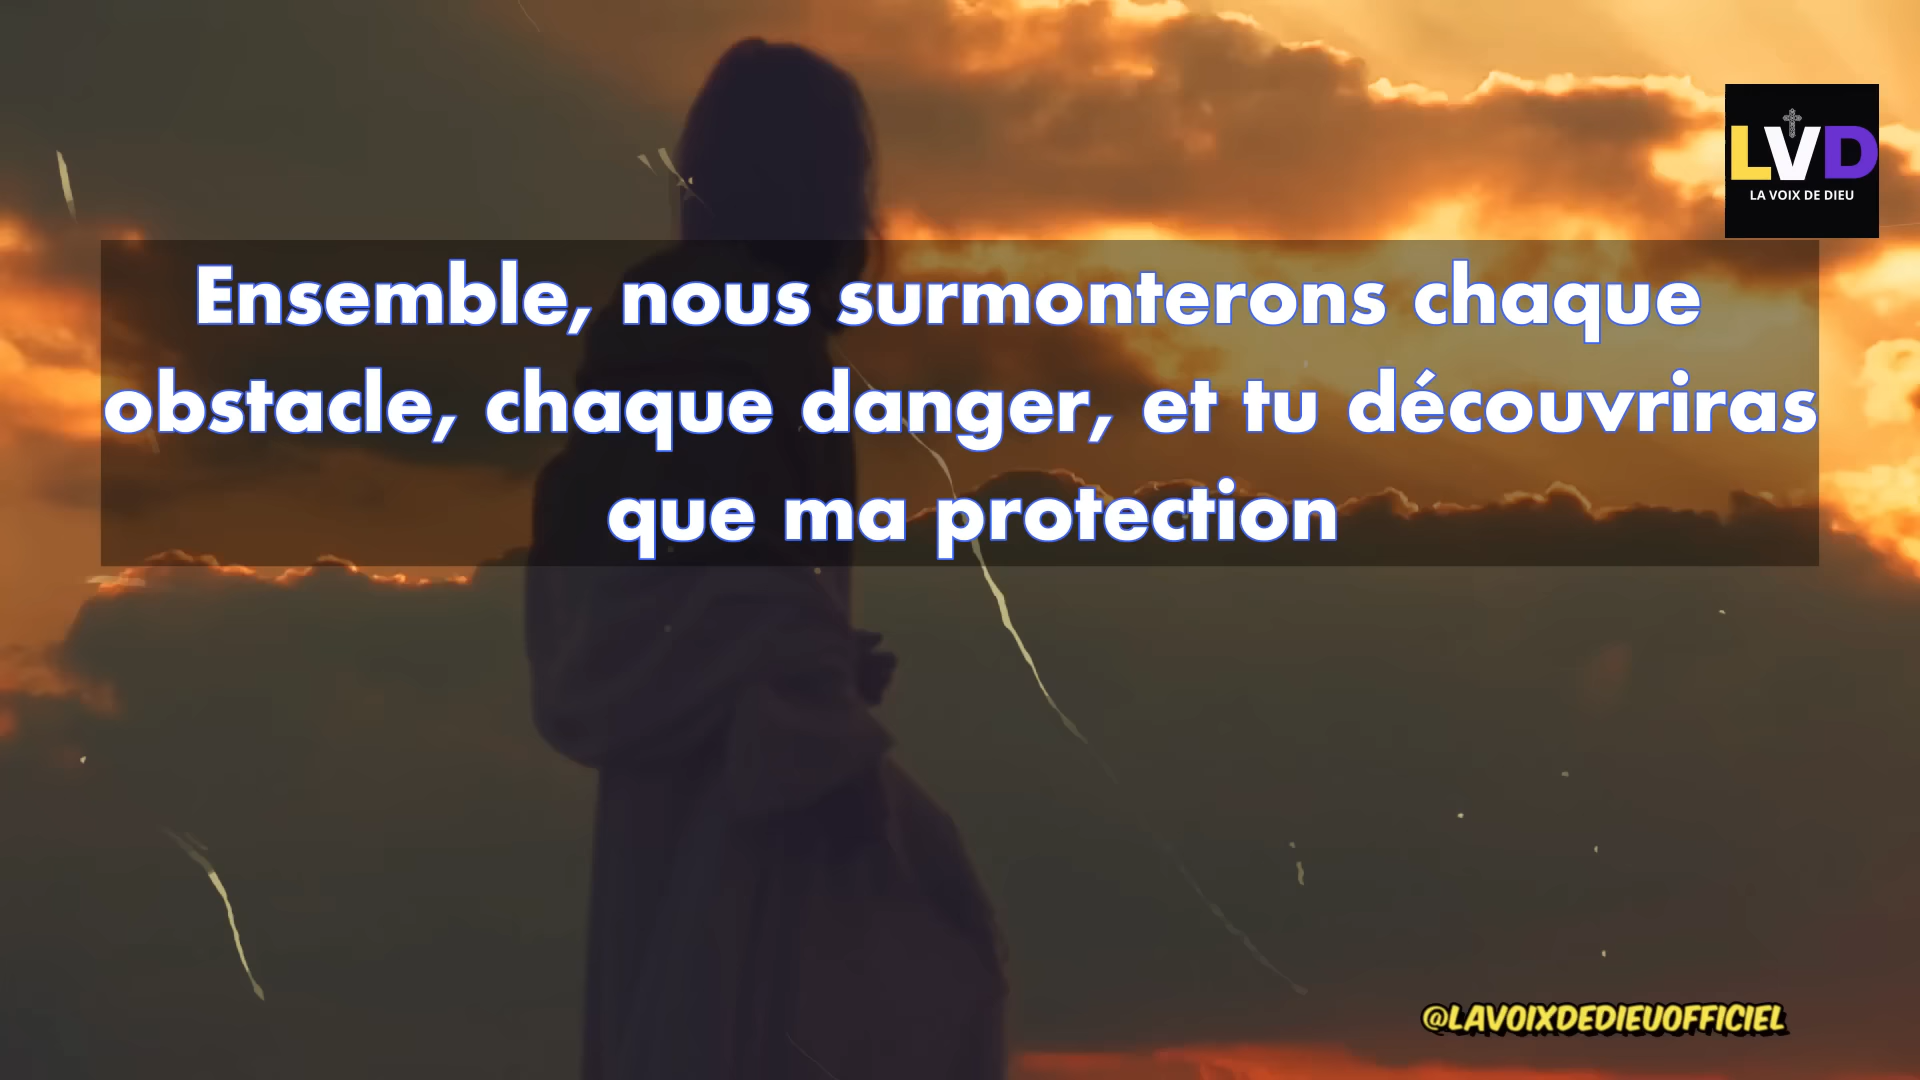 LVD
LA VOIX DE DIEU
Ensemble, nous surmonterons chaque
obstacle, chaque danger, et tu découvriras
que ma protection
@LAVOIXDEDIEUOFFICIEL